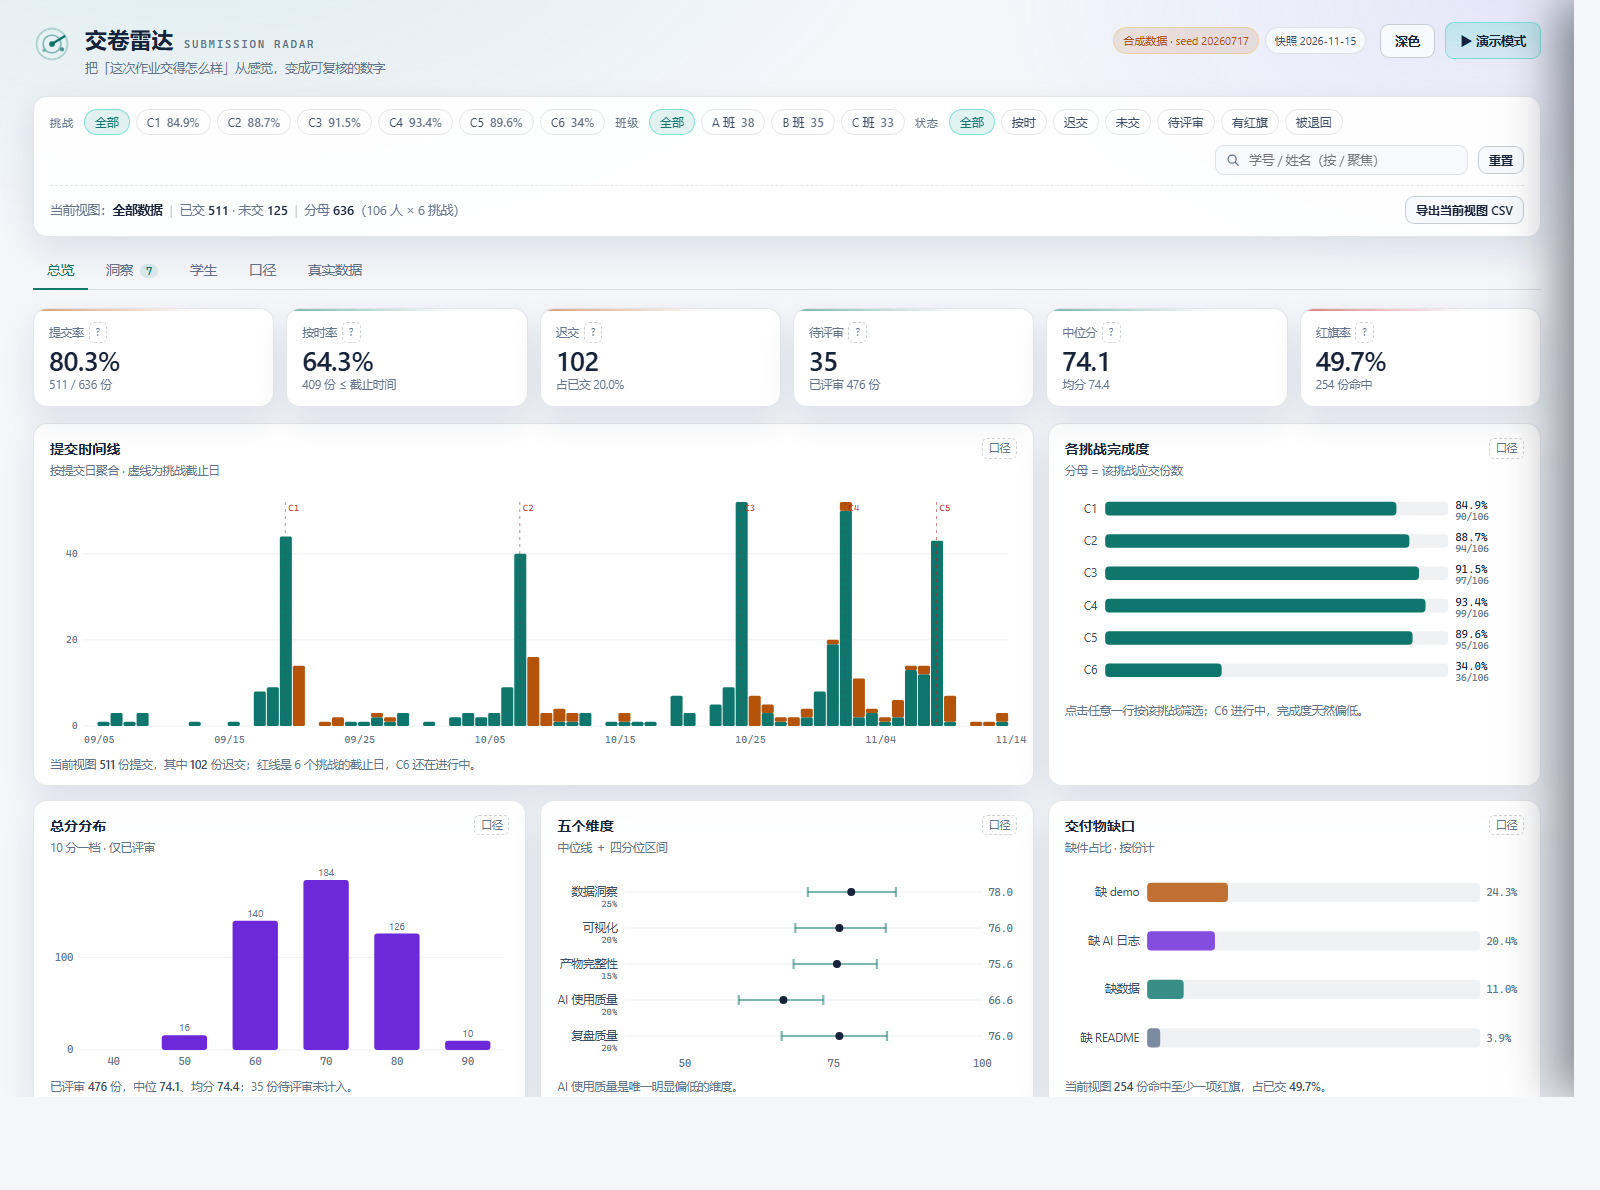 交卷雷达 SUBMISSION RADAR
把「这次作业交得怎么样」从感觉，变成可复核的数字
合成数据 · seed 20260717
快照 2026-11-15
深色
▶ 演示模式
挑战 全部 C1 84.9% C2 88.7% C3 91.5% C4 93.4% C5 89.6% C6 34% 班级 全部 A 班 38 B 班 35 C 班 33 状态 全部 按时 迟交 未交 待评审 有红旗 被退回
学号 / 姓名（按 / 聚焦）
重置
当前视图：全部数据 | 已交 511 · 未交 125 | 分母 636（106 人 × 6 挑战）
导出当前视图 CSV
总览 洞察 7 学生 口径 真实数据
提交率 ?
80.3%
511 / 636 份
按时率 ?
64.3%
409 份 ≤ 截止时间
迟交 ?
102
占已交 20.0%
待评审 ?
35
已评审 476 份
中位分 ?
74.1
均分 74.4
红旗率 ?
49.7%
254 份命中
提交时间线
口径
按提交日聚合 · 虚线为挑战截止日
C1 C2 C3 C4 C5
40
20
0
09/05 09/15 09/25 10/05 10/15 10/25 11/04 11/14
当前视图 511 份提交，其中 102 份迟交；红线是 6 个挑战的截止日，C6 还在进行中。
各挑战完成度
口径
分母 = 该挑战应交份数
C1 84.9%
90/106
C2 88.7%
94/106
C3 91.5%
97/106
C4 93.4%
99/106
C5 89.6%
95/106
C6 34.0%
36/106
点击任意一行按该挑战筛选；C6 进行中，完成度天然偏低。
总分分布
口径
10 分一档 · 仅已评审
184
140
126
100
16
10
0
40 50 60 70 80 90
已评审 476 份，中位 74.1、均分 74.4；35 份待评审未计入。
五个维度
口径
中位线 + 四分位区间
数据洞察 78.0
25%
可视化 76.0
20%
产物完整性 75.6
15%
AI 使用质量 66.6
20%
复盘质量 76.0
20%
50 75 100
AI 使用质量是唯一明显偏低的维度。
交付物缺口
口径
缺件占比 · 按份计
缺 demo 24.3%
缺 AI 日志 20.4%
缺数据 11.0%
缺 README 3.9%
当前视图 254 份命中至少一项红旗，占已交 49.7%。